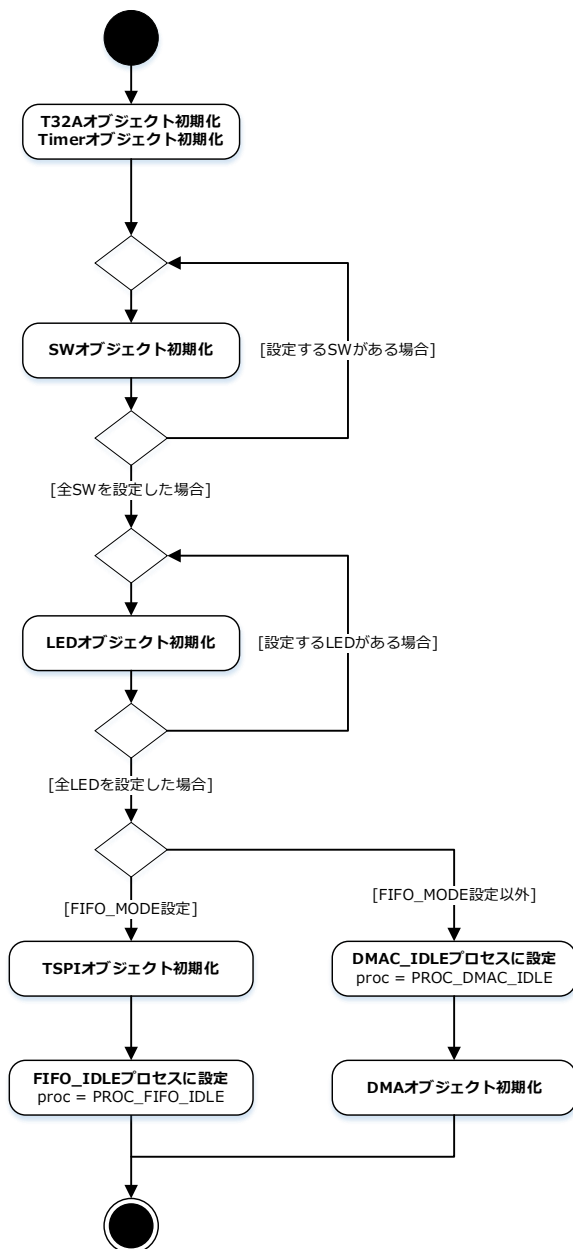 T32Aオブジェクト初期化
Timerオブジェクト初期化
SWオブジェクト初期化
[設定するSWがある場合]
[全SWを設定した場合]
LEDオブジェクト初期化
[設定するLEDがある場合]
[全LEDを設定した場合]
[FIFO_MODE設定]
[FIFO_MODE設定以外]
TSPIオブジェクト初期化
DMAC_IDLEプロセスに設定
proc = PROC_DMAC_IDLE
FIFO_IDLEプロセスに設定
proc = PROC_FIFO_IDLE
DMAオブジェクト初期化